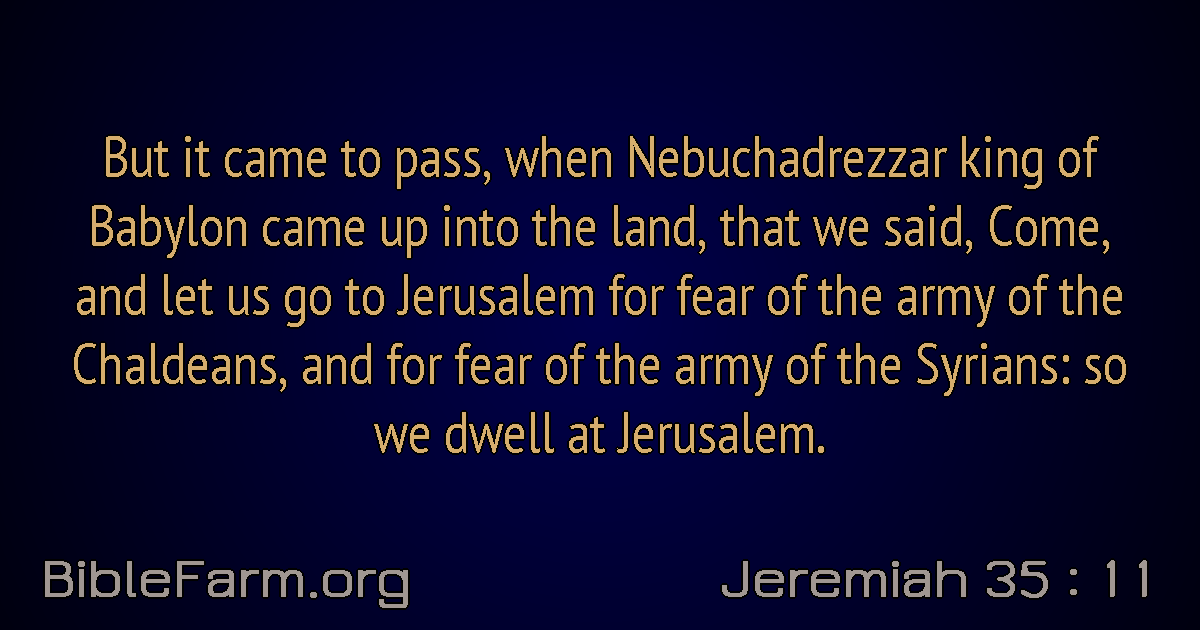 But it came to pass, when Nebuchadrezzar king of
Babylon came up into the land, that we said, Come,
and let us go to Jerusalem for fear of the army of the
Chaldeans, and for fear of the army of the Syrians: so
we dwell at Jerusalem.
BibleFarm.org
Jeremiah 35 : 11